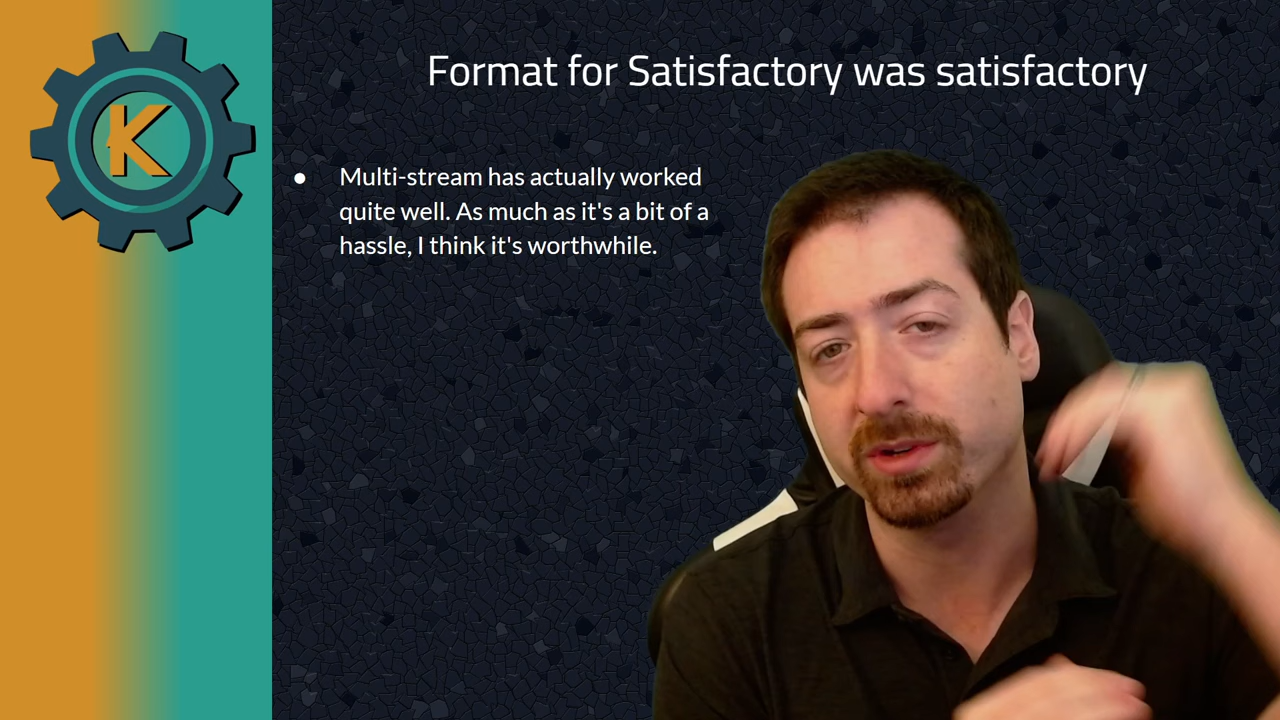 K
Format for Satisfactory was satisfactory
● Multi-stream has actually worked
quite well. As much as it's a bit of a
hassle, I think it's worthwhile.